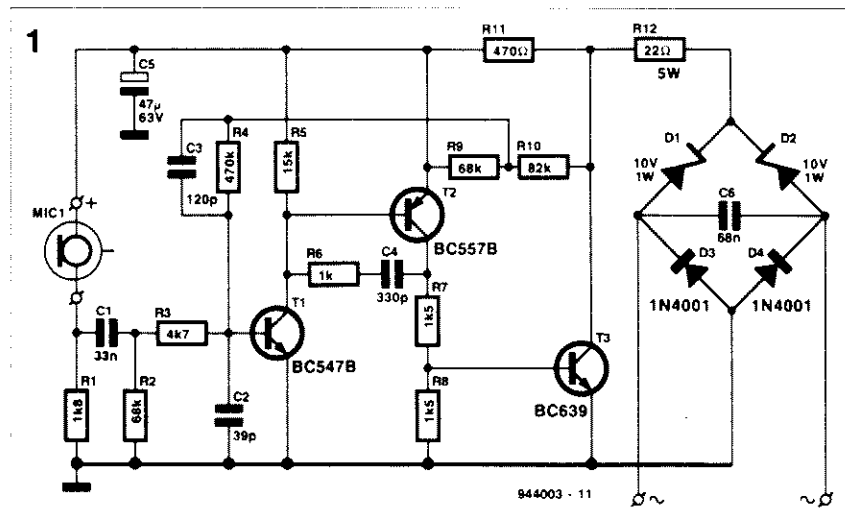 1
R11
470Ω
R12
22Ω
5W
C5
47µ
63V
R4
470k
R5
15k
C3
120p
R9
68k
R10
82k
D1
10V
1W
D2
10V
1W
T2
BC557B
C6
68n
MIC1
+
−
R6
1k
C4
330p
D3
1N4001
D4
1N4001
C1
33n
R3
4k7
T1
BC547B
R7
1k5
T3
BC639
R1
1k8
R2
68k
C2
39p
R8
1k5
944003 - 11
~
~